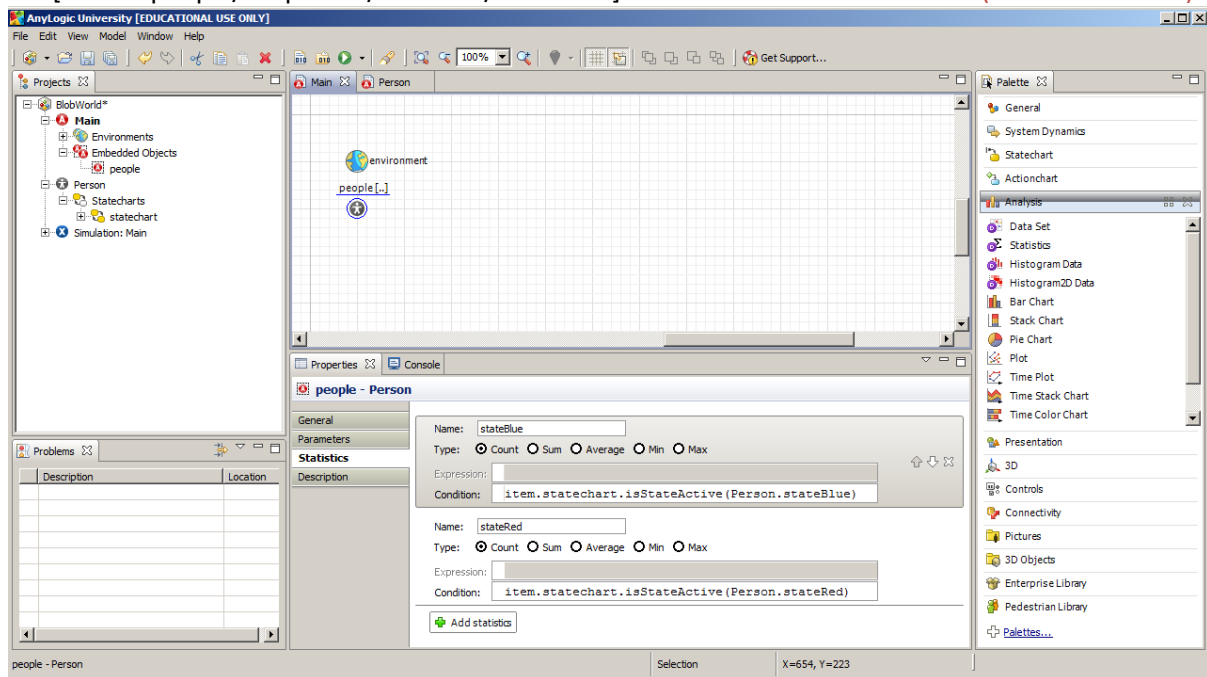 AnyLogic University [EDUCATIONAL USE ONLY]
File Edit View Model Window Help
100% Get Support...
Projects
BlobWorld*
Main
Environments
Embedded Objects
people
Person
Statecharts
statechart
Simulation: Main
Problems
Description Location
Main Person
environment
people [..]
Properties Console
people - Person
General
Parameters
Statistics
Description
Name: stateBlue
Type: Count Sum Average Min Max
Expression:
Condition: item.statechart.isStateActive(Person.stateBlue)
Name: stateRed
Type: Count Sum Average Min Max
Expression:
Condition: item.statechart.isStateActive(Person.stateRed)
Add statistics
Palette
General
System Dynamics
Statechart
Actionchart
Analysis
Data Set
Statistics
Histogram Data
Histogram2D Data
Bar Chart
Stack Chart
Pie Chart
Plot
Time Plot
Time Stack Chart
Time Color Chart
Presentation
3D
Controls
Connectivity
Pictures
3D Objects
Enterprise Library
Pedestrian Library
Palettes...
people - Person Selection X=654, Y=223